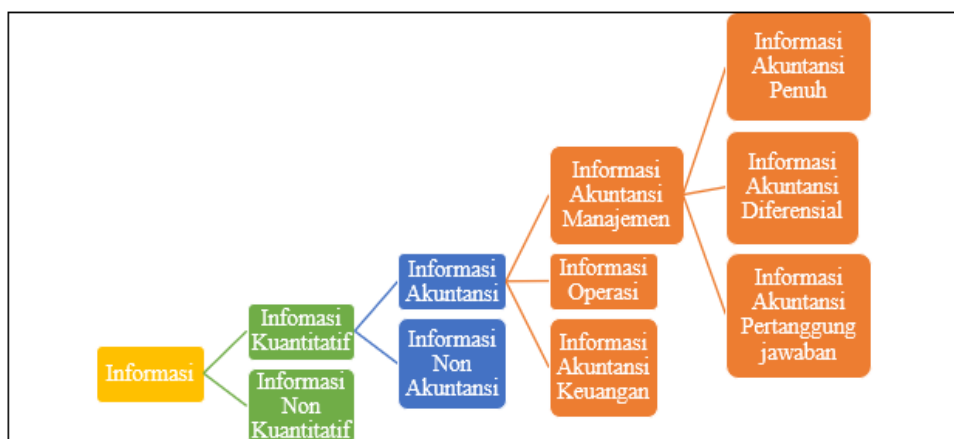 Informasi
Infomasi
Kuantitatif
Informasi
Non
Kuantitatif
Informasi
Akuntansi
Informasi
Non
Akuntansi
Informasi
Akuntansi
Manajemen
Informasi
Operasi
Informasi
Akuntansi
Keuangan
Informasi
Akuntansi
Penuh
Informasi
Akuntansi
Diferensial
Informasi
Akuntansi
Pertanggung
jawaban